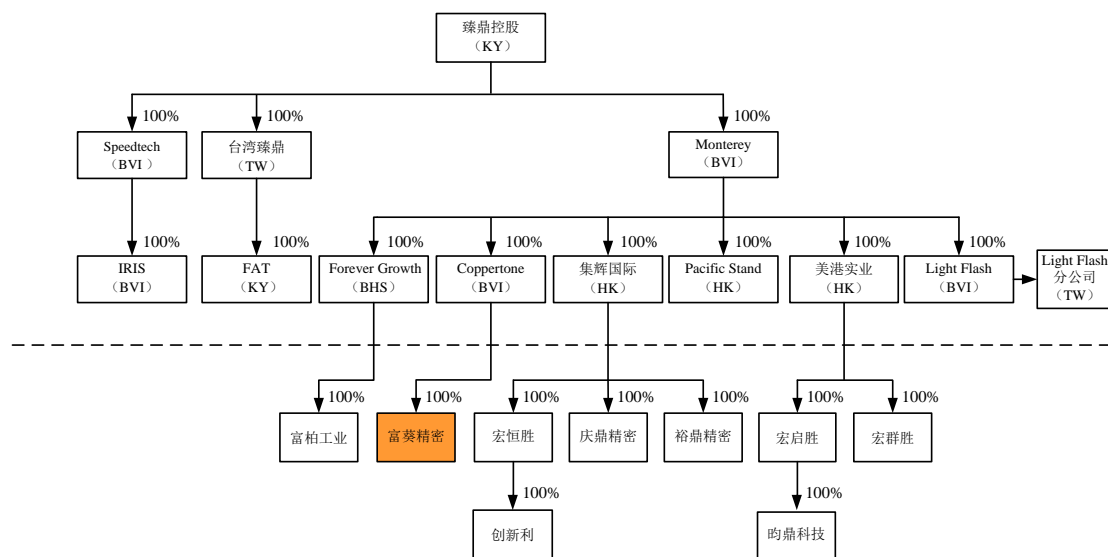 臻鼎控股
（KY）
100%
100%
100%
Speedtech
（BVI ）
台湾臻鼎
（TW）
Monterey
（BVI）
100%
100%
100%
100%
100%
100%
100%
100%
IRIS
（BVI）
FAT
（KY）
Forever Growth
（BHS）
Coppertone
（BVI）
集辉国际
（HK）
Pacific Stand
（HK）
美港实业
（HK）
Light Flash
（BVI）
Light Flash
分公司
（TW）
100%
100%
100%
100%
100%
100%
100%
富柏工业
富葵精密
宏恒胜
庆鼎精密
裕鼎精密
宏启胜
宏群胜
100%
100%
创新利
昀鼎科技